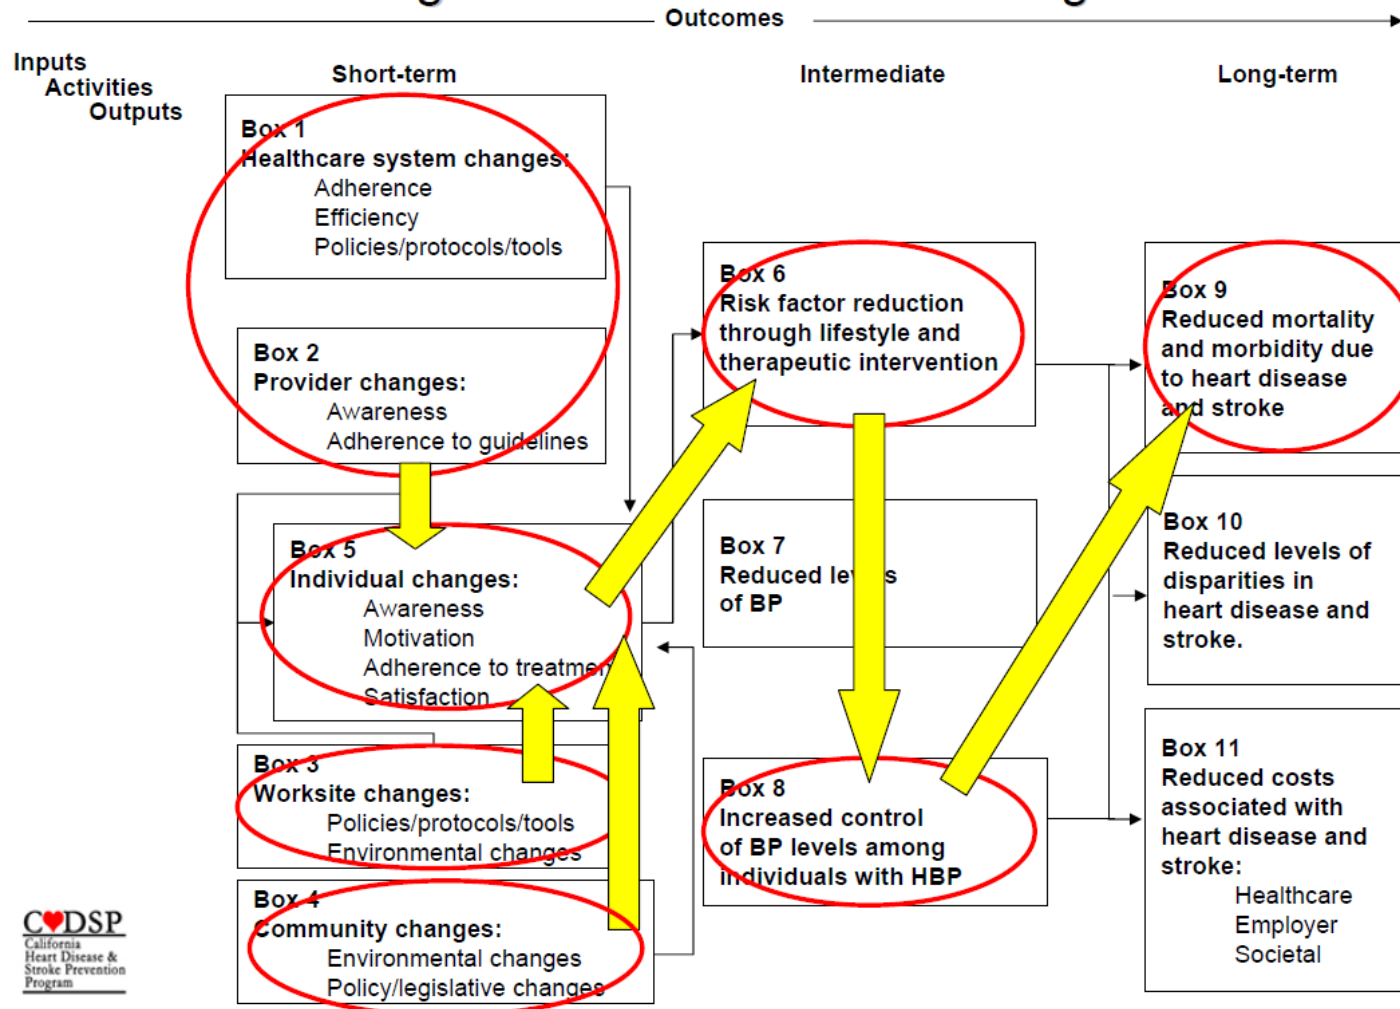 Outcomes
Inputs
Activities
Outputs
Short-term
Intermediate
Long-term
Box 1
Healthcare system changes:
Adherence
Efficiency
Policies/protocols/tools
Box 2
Provider changes:
Awareness
Adherence to guidelines
Box 5
Individual changes:
Awareness
Motivation
Adherence to treatmen
Satisfaction
Box 3
Worksite changes:
Policies/protocols/tools
Environmental changes
Box 4
Community changes:
Environmental changes
Policy/legislative changes
Box 6
Risk factor reduction
through lifestyle and
therapeutic intervention
Box 7
Reduced levels
of BP
Box 8
Increased control
of BP levels among
individuals with HBP
Box 9
Reduced mortality
and morbidity due
to heart disease
and stroke
Box 10
Reduced levels of
disparities in
heart disease and
stroke.
Box 11
Reduced costs
associated with
heart disease and
stroke:
Healthcare
Employer
Societal
C♥DSP
California
Heart Disease &
Stroke Prevention
Program